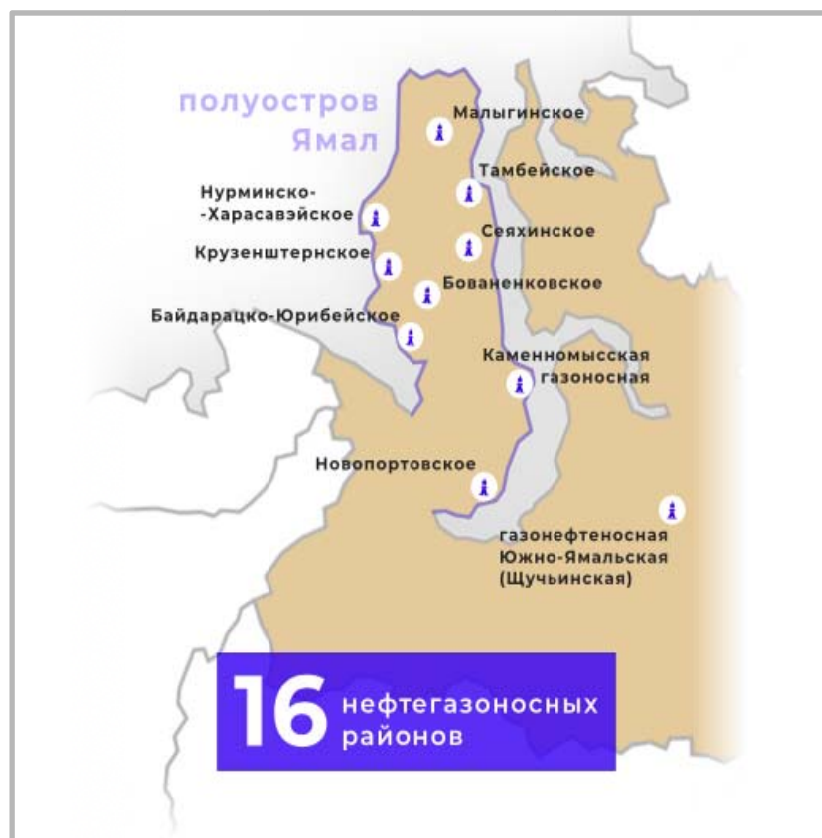 полуостров
Ямал
Малыгинское
Тамбейское
Нурминско-
-Харасавэйское
Сеяхинское
Крузенштернское
Бованенковское
Байдарацко-Юрибейское
Каменномысская
газоносная
Новопортовское
газонефтеносная
Южно-Ямальская
(Щучьинская)
16 нефтегазоносных
районов